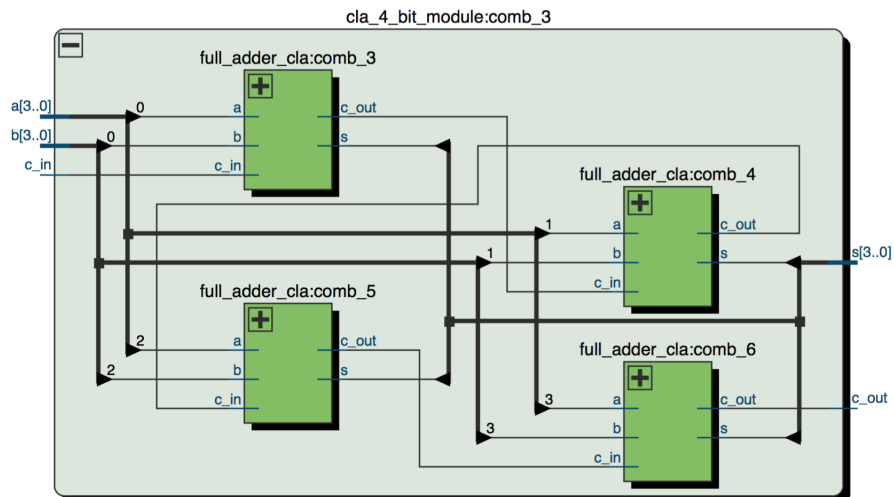 cla_4_bit_module:comb_3
full_adder_cla:comb_3
a[3..0]
0
a
c_out
b[3..0]
0
b
s
c_in
c_in
full_adder_cla:comb_4
1
a
c_out
1
b
s
s[3..0]
c_in
full_adder_cla:comb_5
2
a
c_out
2
b
s
c_in
full_adder_cla:comb_6
3
a
c_out
c_out
3
b
s
c_in